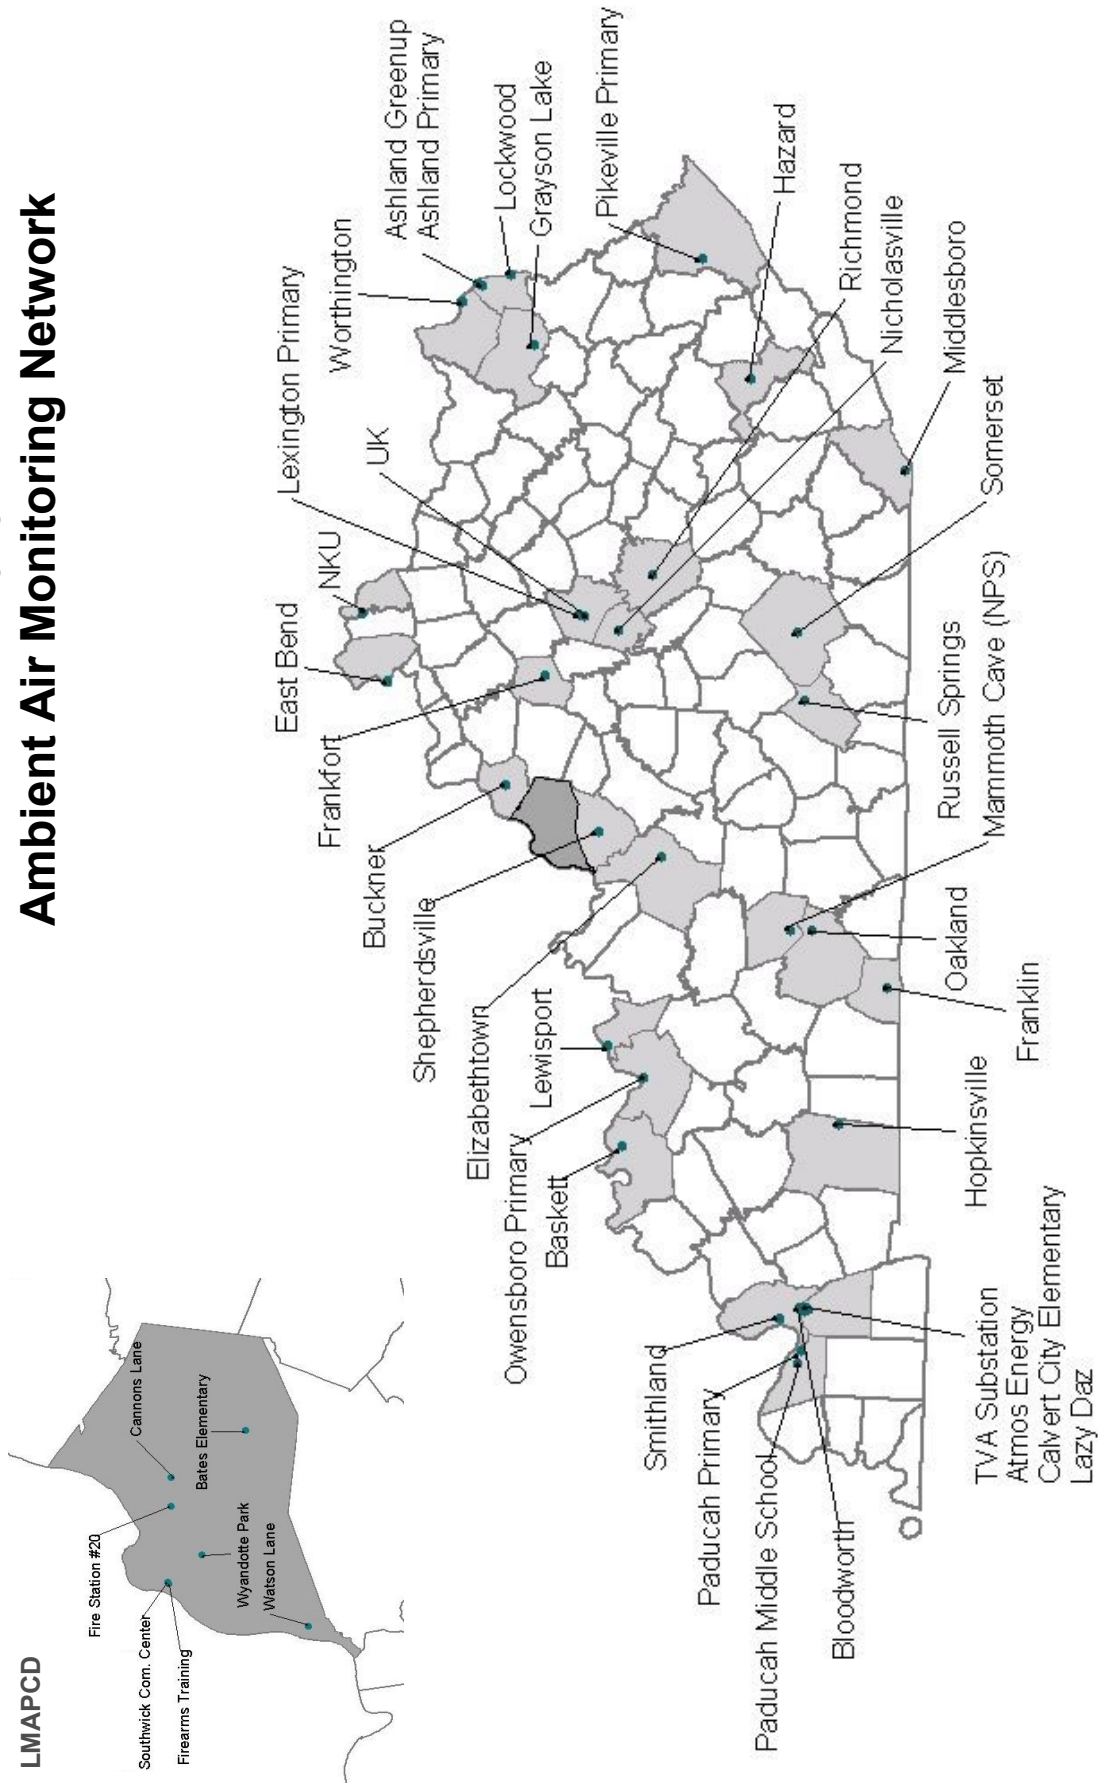 Ambient Air Monitoring Network
LMAPCD
Fire Station #20
Southwick Com. Center
Firearms Training
Cannons Lane
Bates Elementary
Wyandotte Park
Watson Lane
East Bend
NKU
Lexington Primary
UK
Worthington
Ashland Greenup
Ashland Primary
Lockwood
Grayson Lake
Pikeville Primary
Hazard
Richmond
Nicholasville
Middlesboro
Somerset
Russell Springs
Mammoth Cave (NPS)
Oakland
Franklin
Hopkinsville
Frankfort
Buckner
Shepherdsville
Elizabethtown
Lewisport
Owensboro Primary
Baskett
Smithland
Paducah Primary
Paducah Middle School
Bloodworth
TVA Substation
Atmos Energy
Calvert City Elementary
Lazy Daz